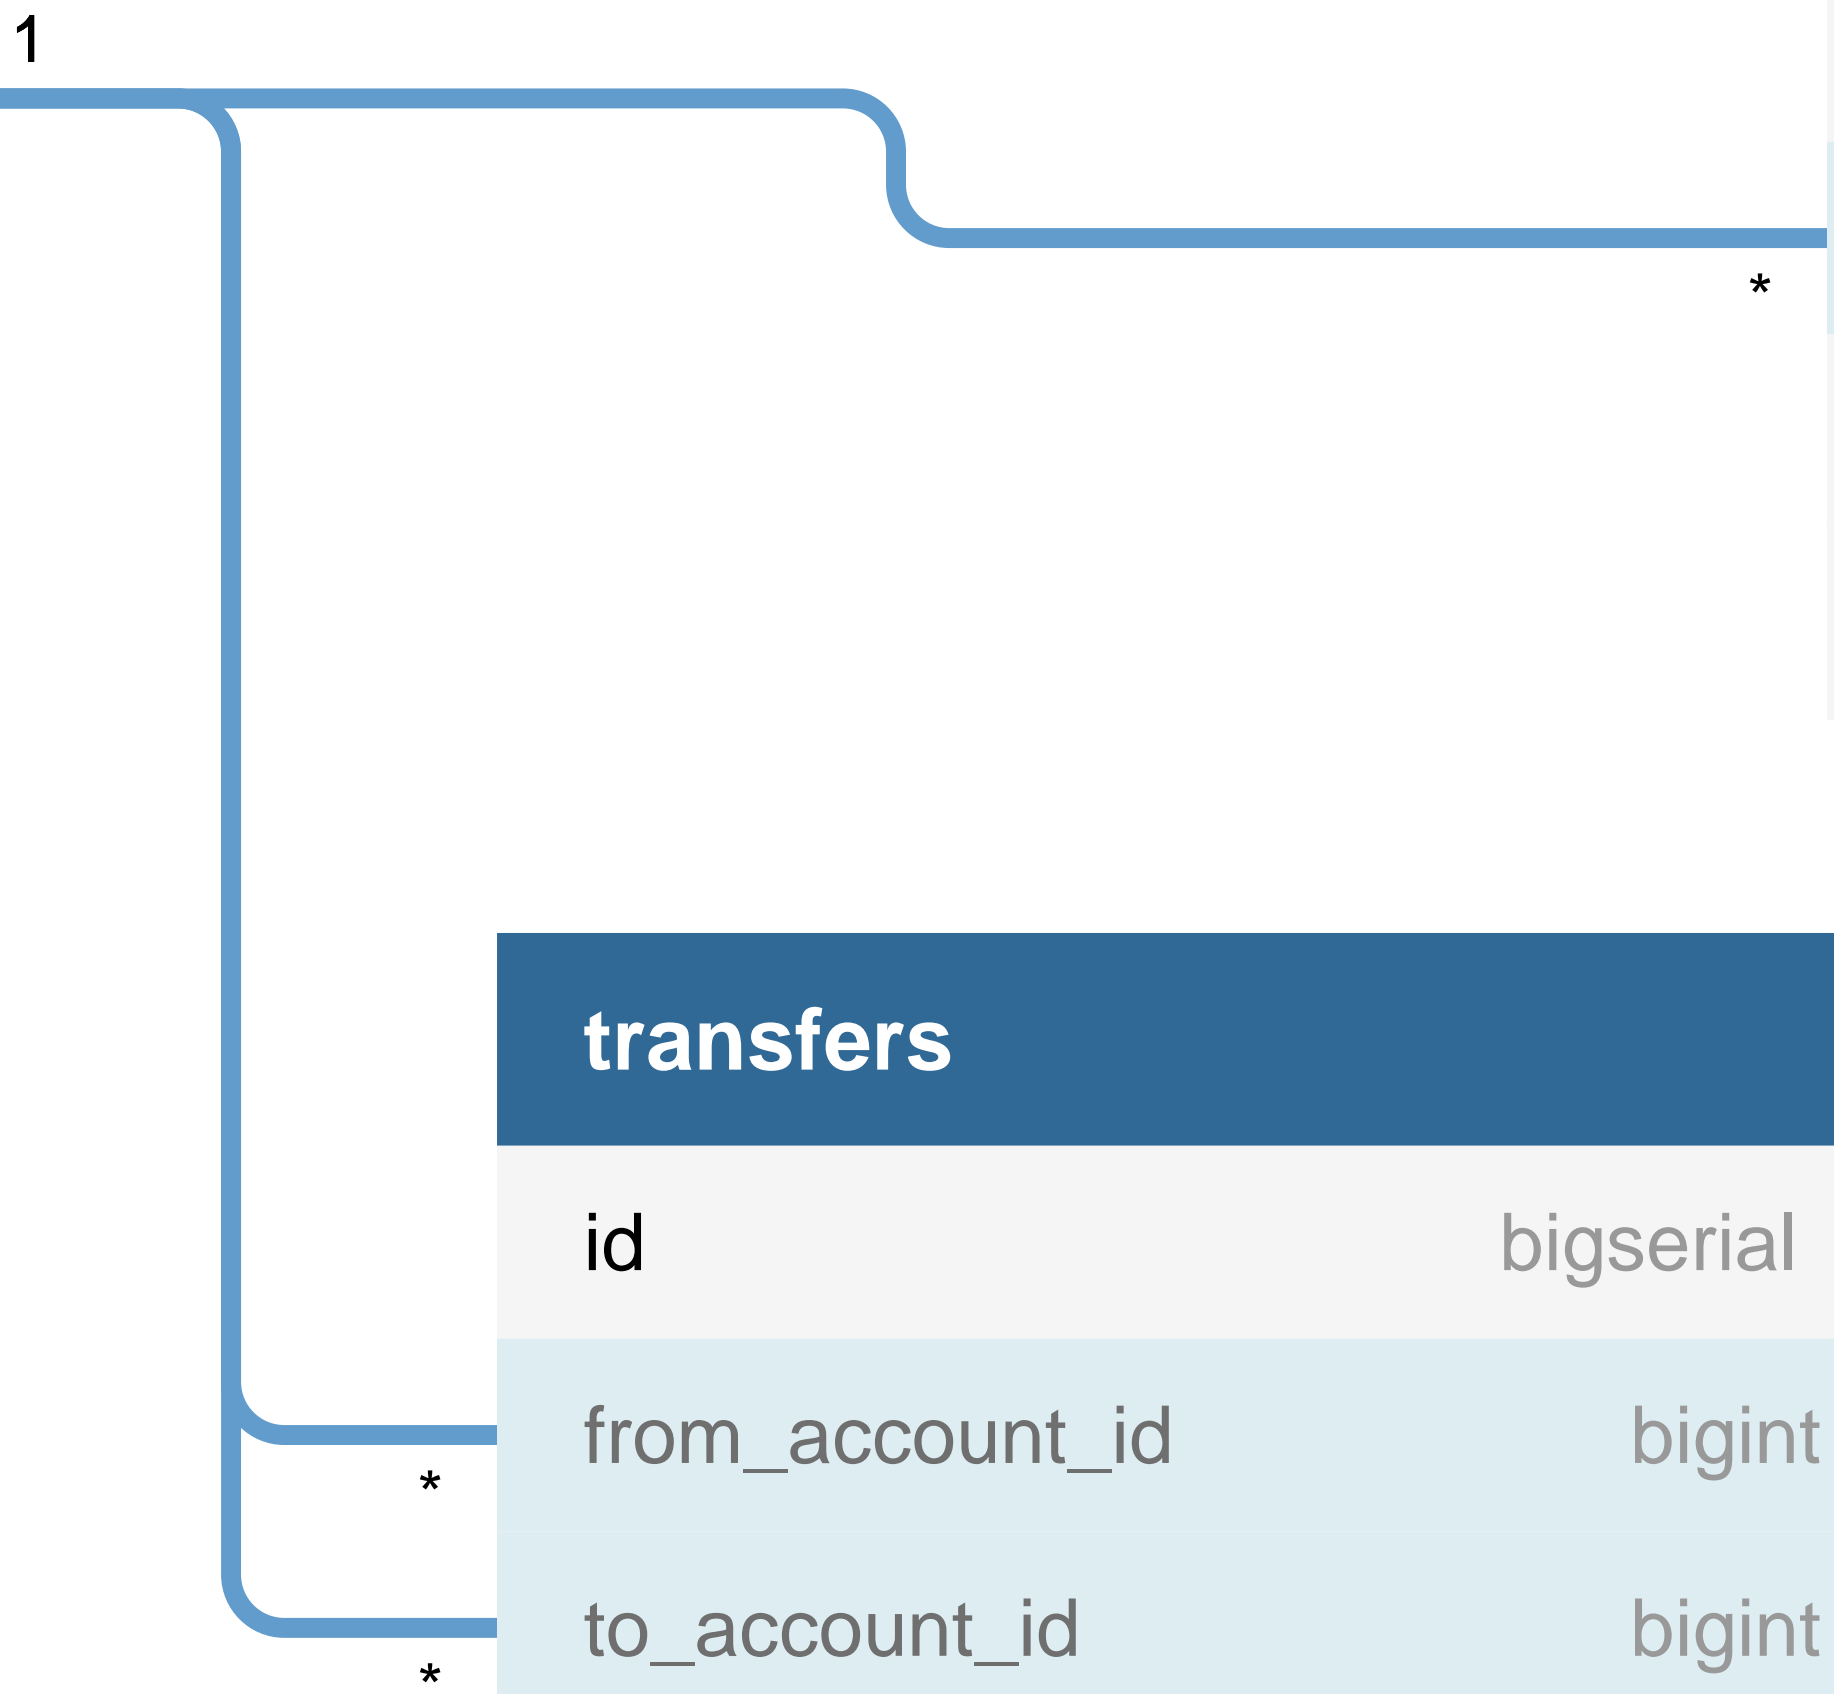 1
*
transfers
id bigserial
from_account_id bigint
*
to_account_id bigint
*